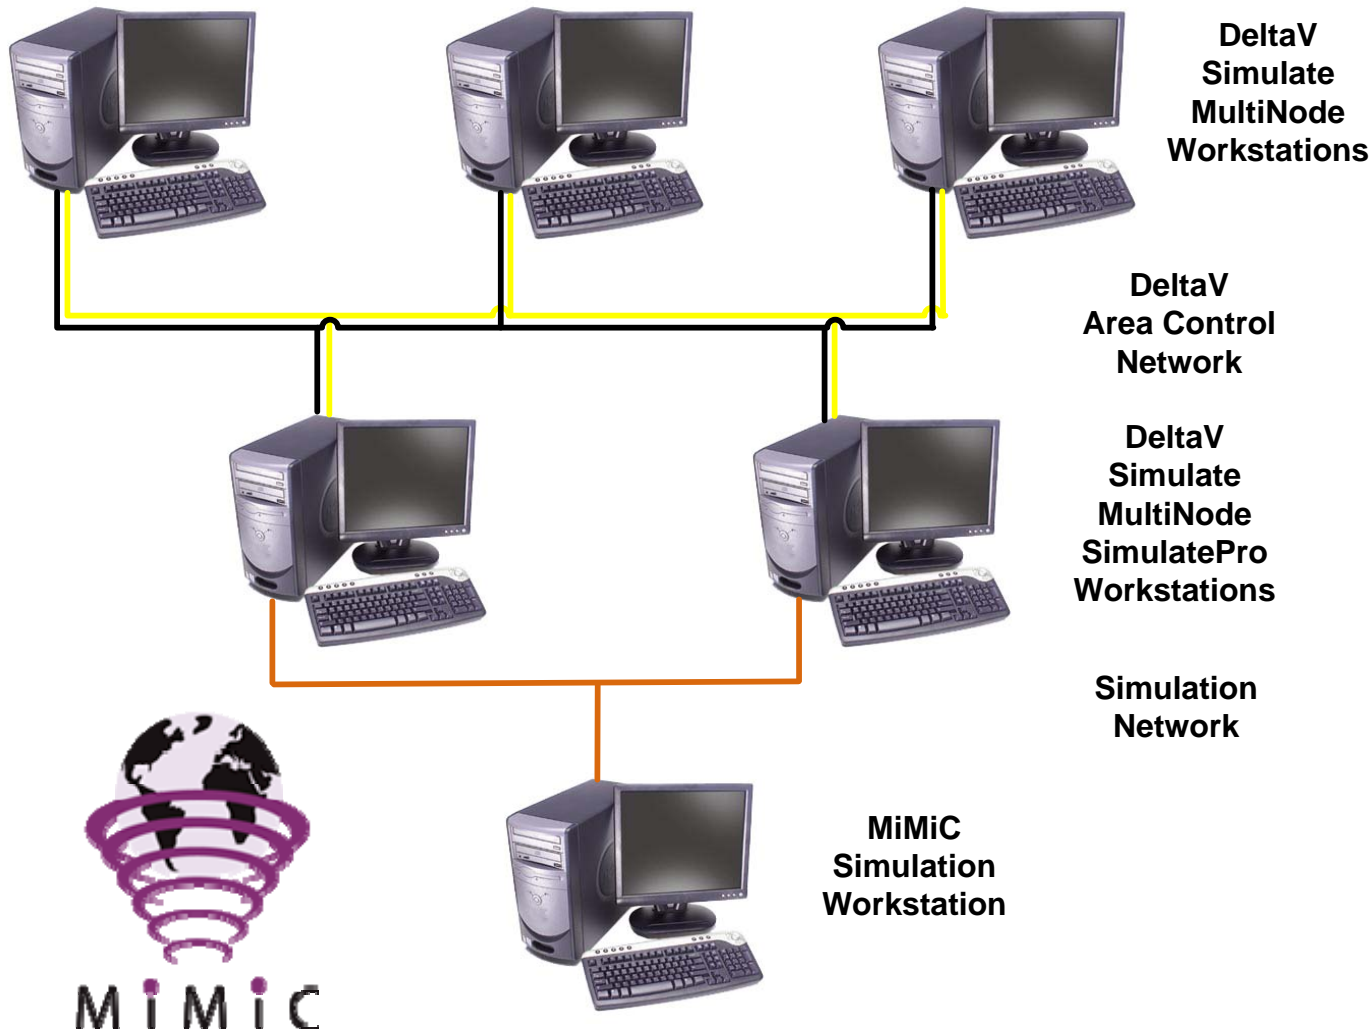 DeltaV
Simulate
MultiNode
Workstations
DeltaV
Area Control
Network
DeltaV
Simulate
MultiNode
SimulatePro
Workstations
Simulation
Network
MiMiC
Simulation
Workstation
MiMiC